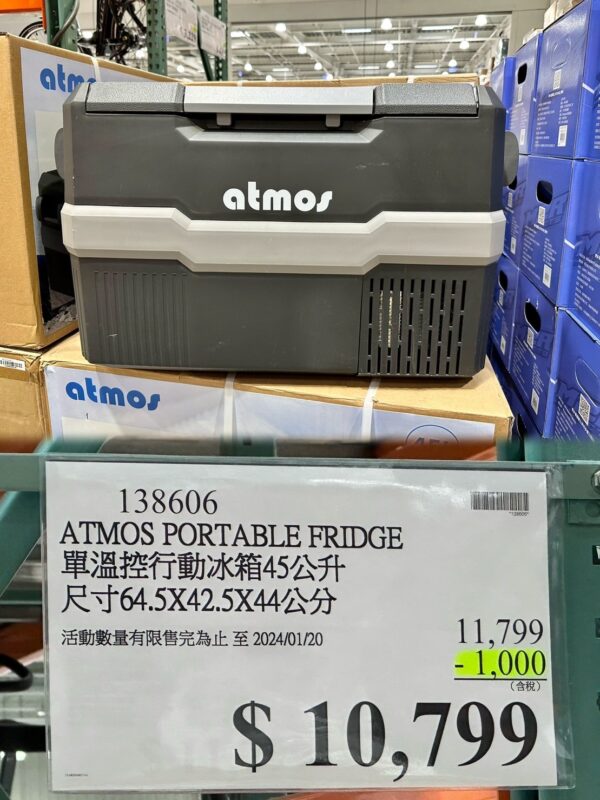 atmos
atmos
138606
*138606*
ATMOS PORTABLE FRIDGE
單溫控行動冰箱45公升
尺寸64.5X42.5X44公分
活動數量有限售完為止 至 2024/01/20
11,799
- 1,000
(含稅)
$ 10,799